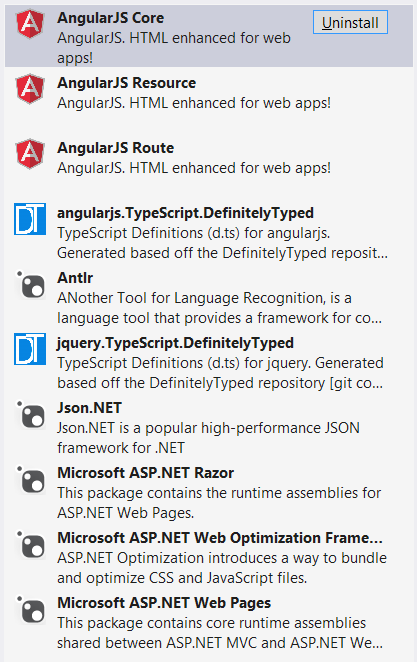 AngularJS Core
Uninstall
AngularJS. HTML enhanced for web
apps!
AngularJS Resource
AngularJS. HTML enhanced for web apps!
AngularJS Route
AngularJS. HTML enhanced for web apps!
DT
angularjs.TypeScript.DefinitelyTyped
TypeScript Definitions (d.ts) for angularjs.
Generated based off the DefinitelyTyped reposit...
Antlr
ANother Tool for Language Recognition, is a
language tool that provides a framework for co...
DT
jquery.TypeScript.DefinitelyTyped
TypeScript Definitions (d.ts) for jquery. Generated
based off the DefinitelyTyped repository [git co...
Json.NET
Json.NET is a popular high-performance JSON
framework for .NET
Microsoft ASP.NET Razor
This package contains the runtime assemblies for
ASP.NET Web Pages.
Microsoft ASP.NET Web Optimization Frame...
ASP.NET Optimization introduces a way to bundle
and optimize CSS and JavaScript files.
Microsoft ASP.NET Web Pages
This package contains core runtime assemblies
shared between ASP.NET MVC and ASP.NET We...